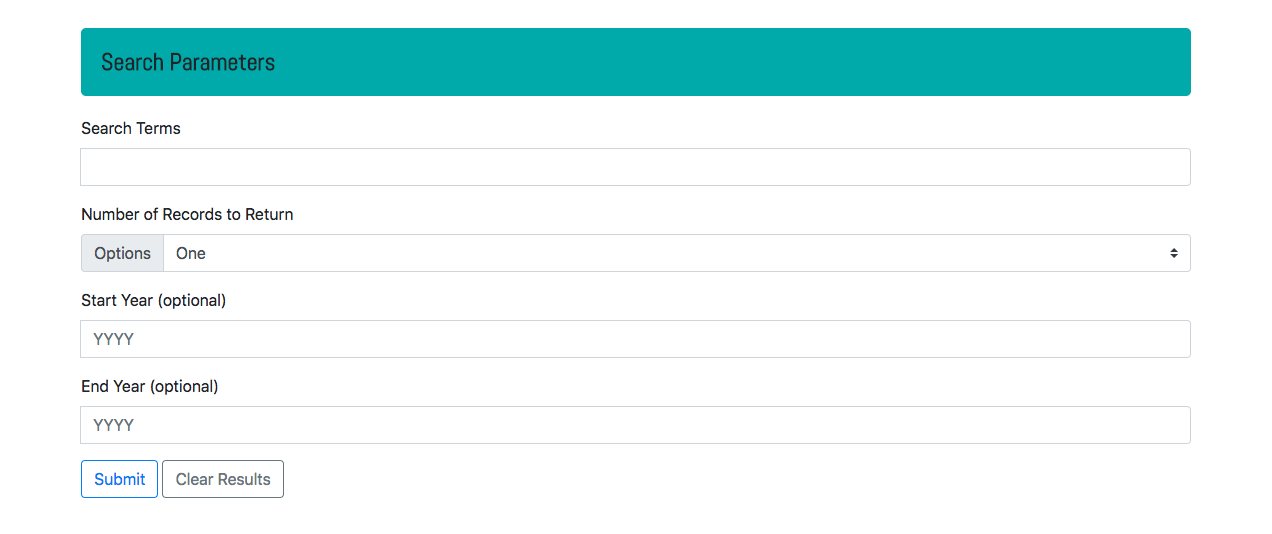 Search Parameters
Search Terms
Number of Records to Return
Options One
Start Year (optional)
YYYY
End Year (optional)
YYYY
Submit Clear Results